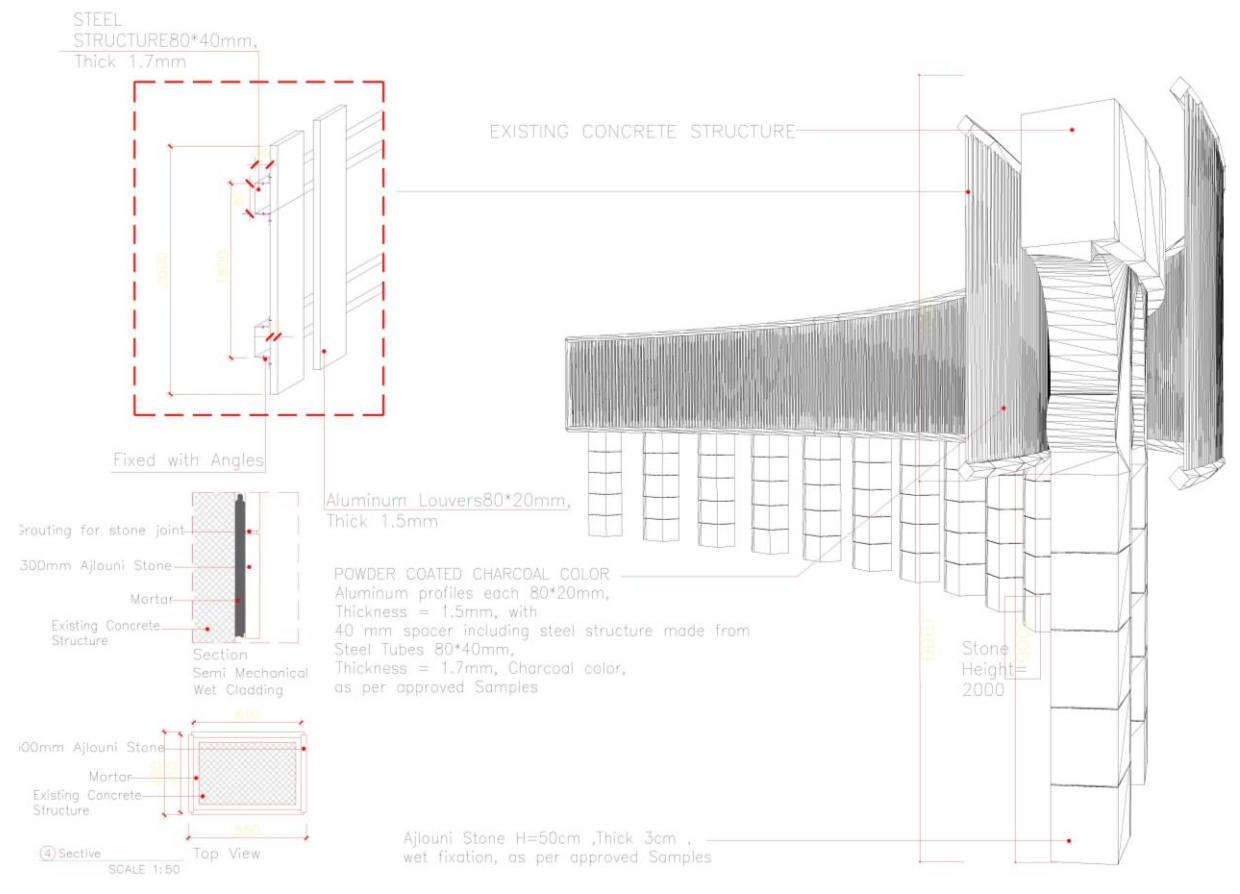 STEEL
STRUCTURE80*40mm,
Thick 1.7mm
EXISTING CONCRETE STRUCTURE
1800
Fixed with Angles
Aluminum Louvers80*20mm,
Thick 1.5mm
Grouting for stone joint
300mm Ajlouni Stone
Mortar
Existing Concrete
Structure
Section
Semi Mechanical
Wet Cladding
POWDER COATED CHARCOAL COLOR
Aluminum profiles each 80*20mm,
Thickness = 1.5mm, with
40 mm spacer including steel structure made from
Steel Tubes 80*40mm,
Thickness = 1.7mm, Charcoal color,
as per approved Samples
Stone
Height=
2000
610
Ajlouni Stone
Mortar
Existing Concrete
Structure
Top View
④ Sective
SCALE 1:50
Ajlouni Stone H=50cm ,Thick 3cm ,
wet fixation, as per approved Samples